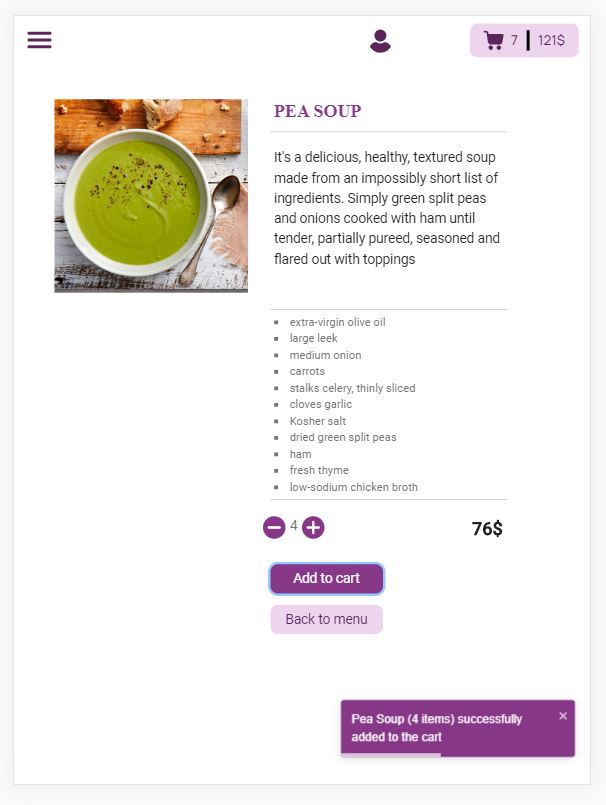 7 | 121$
PEA SOUP
It's a delicious, healthy, textured soup
made from an impossibly short list of
ingredients. Simply green split peas
and onions cooked with ham until
tender, partially pureed, seasoned and
flared out with toppings
extra-virgin olive oil
large leek
medium onion
carrots
stalks celery, thinly sliced
cloves garlic
Kosher salt
dried green split peas
ham
fresh thyme
low-sodium chicken broth
4
76$
Add to cart
Back to menu
Pea Soup (4 items) successfully
added to the cart